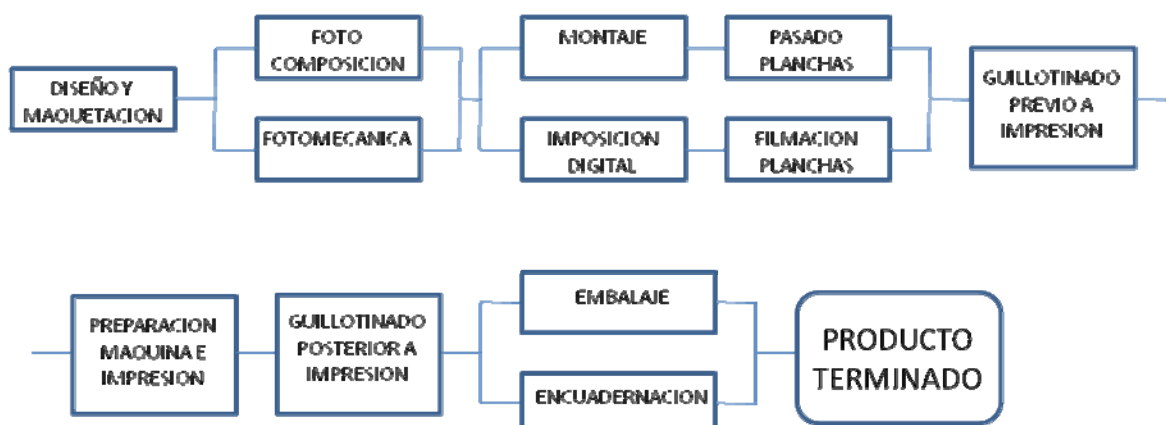 DISEÑO Y
MAQUETACION
FOTO
COMPOSICION
FOTOMECANICA
MONTAJE
PASADO
PLANCHAS
IMPOSICION
DIGITAL
FILMACION
PLANCHAS
GUILLOTINADO
PREVIO A
IMPRESION
PREPARACION
MAQUINA E
IMPRESION
GUILLOTINADO
POSTERIOR A
IMPRESION
EMBALAJE
ENCUADERNACION
PRODUCTO
TERMINADO